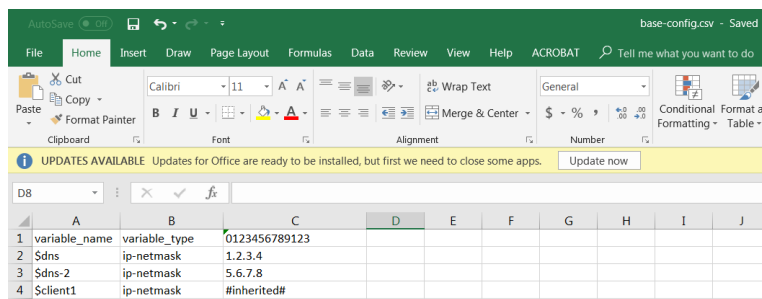 AutoSave Off base-config.csv - Saved
File Home Insert Draw Page Layout Formulas Data Review View Help ACROBAT Tell me what you want to do
Cut Calibri 11 A A ab Wrap Text General
Paste Copy Conditional Format a
Format Painter B I U A Merge & Center $ % , Formatting Table
Clipboard Font Alignment Number
UPDATES AVAILABLE Updates for Office are ready to be installed, but first we need to close some apps. Update now
D8 fx
A B C D E F G H I J
1 variable_name variable_type 0123456789123
2 $dns ip-netmask 1.2.3.4
3 $dns-2 ip-netmask 5.6.7.8
4 $client1 ip-netmask #inherited#